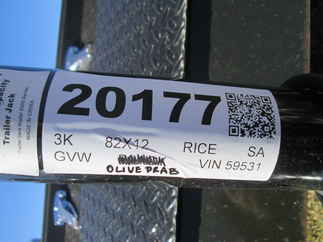 Trailer Jack
20177
3K 82X12 RICE SA
GVW VIN 59531
OLIVE DRAB